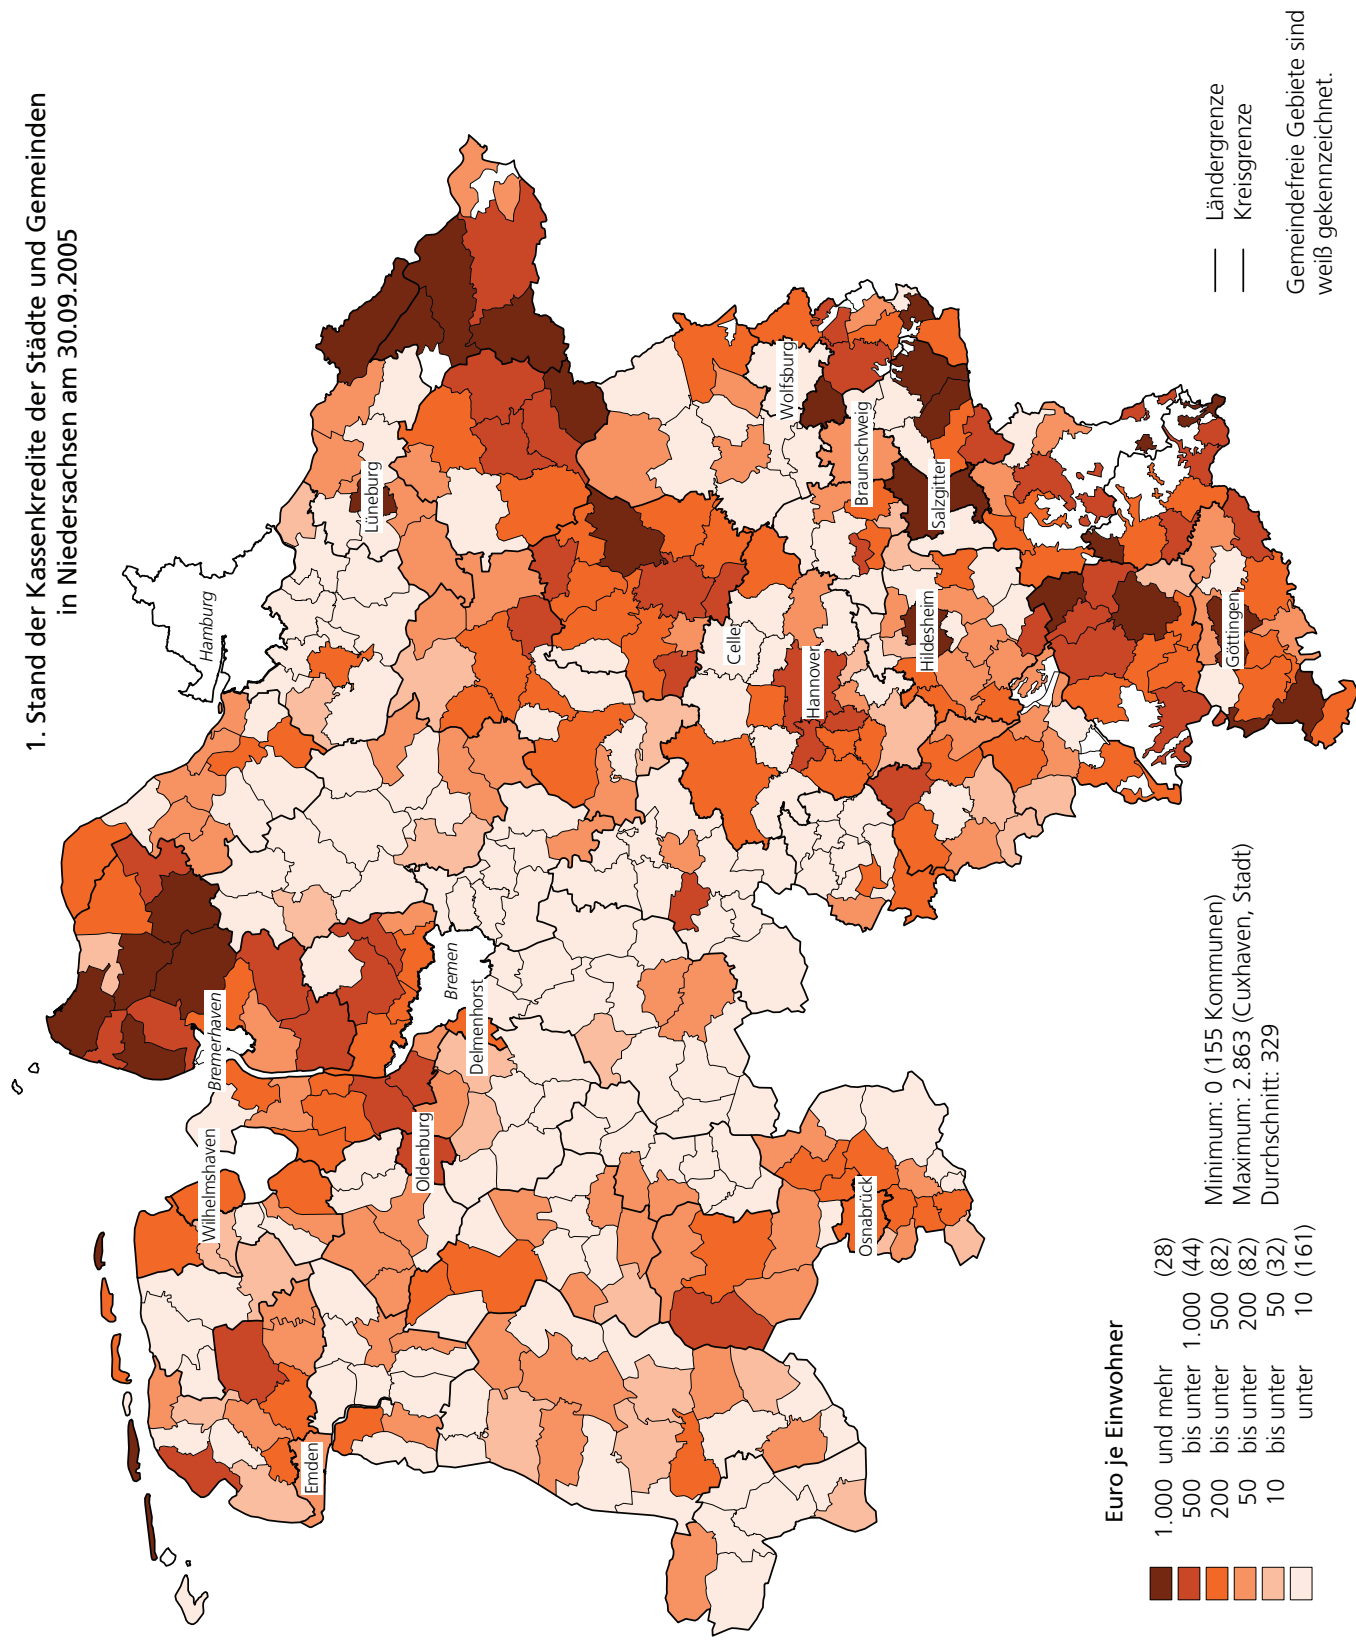 1. Stand der Kassenkredite der Städte und Gemeinden
in Niedersachsen am 30.09.2005
Hamburg
Lüneburg
Bremerhaven
Wilhelmshaven
Emden
Bremen
Delmenhorst
Oldenburg
Celle
Wolfsburg
Hannover
Braunschweig
Osnabrück
Hildesheim
Salzgitter
Göttingen
Euro je Einwohner
1.000 und mehr (28)
500 bis unter 1.000 (44)
200 bis unter 500 (82)
50 bis unter 200 (82)
10 bis unter 50 (32)
unter 10 (161)
Minimum: 0 (155 Kommunen)
Maximum: 2.863 (Cuxhaven, Stadt)
Durchschnitt: 329
Ländergrenze
Kreisgrenze
Gemeindefreie Gebiete sind
weiß gekennzeichnet.